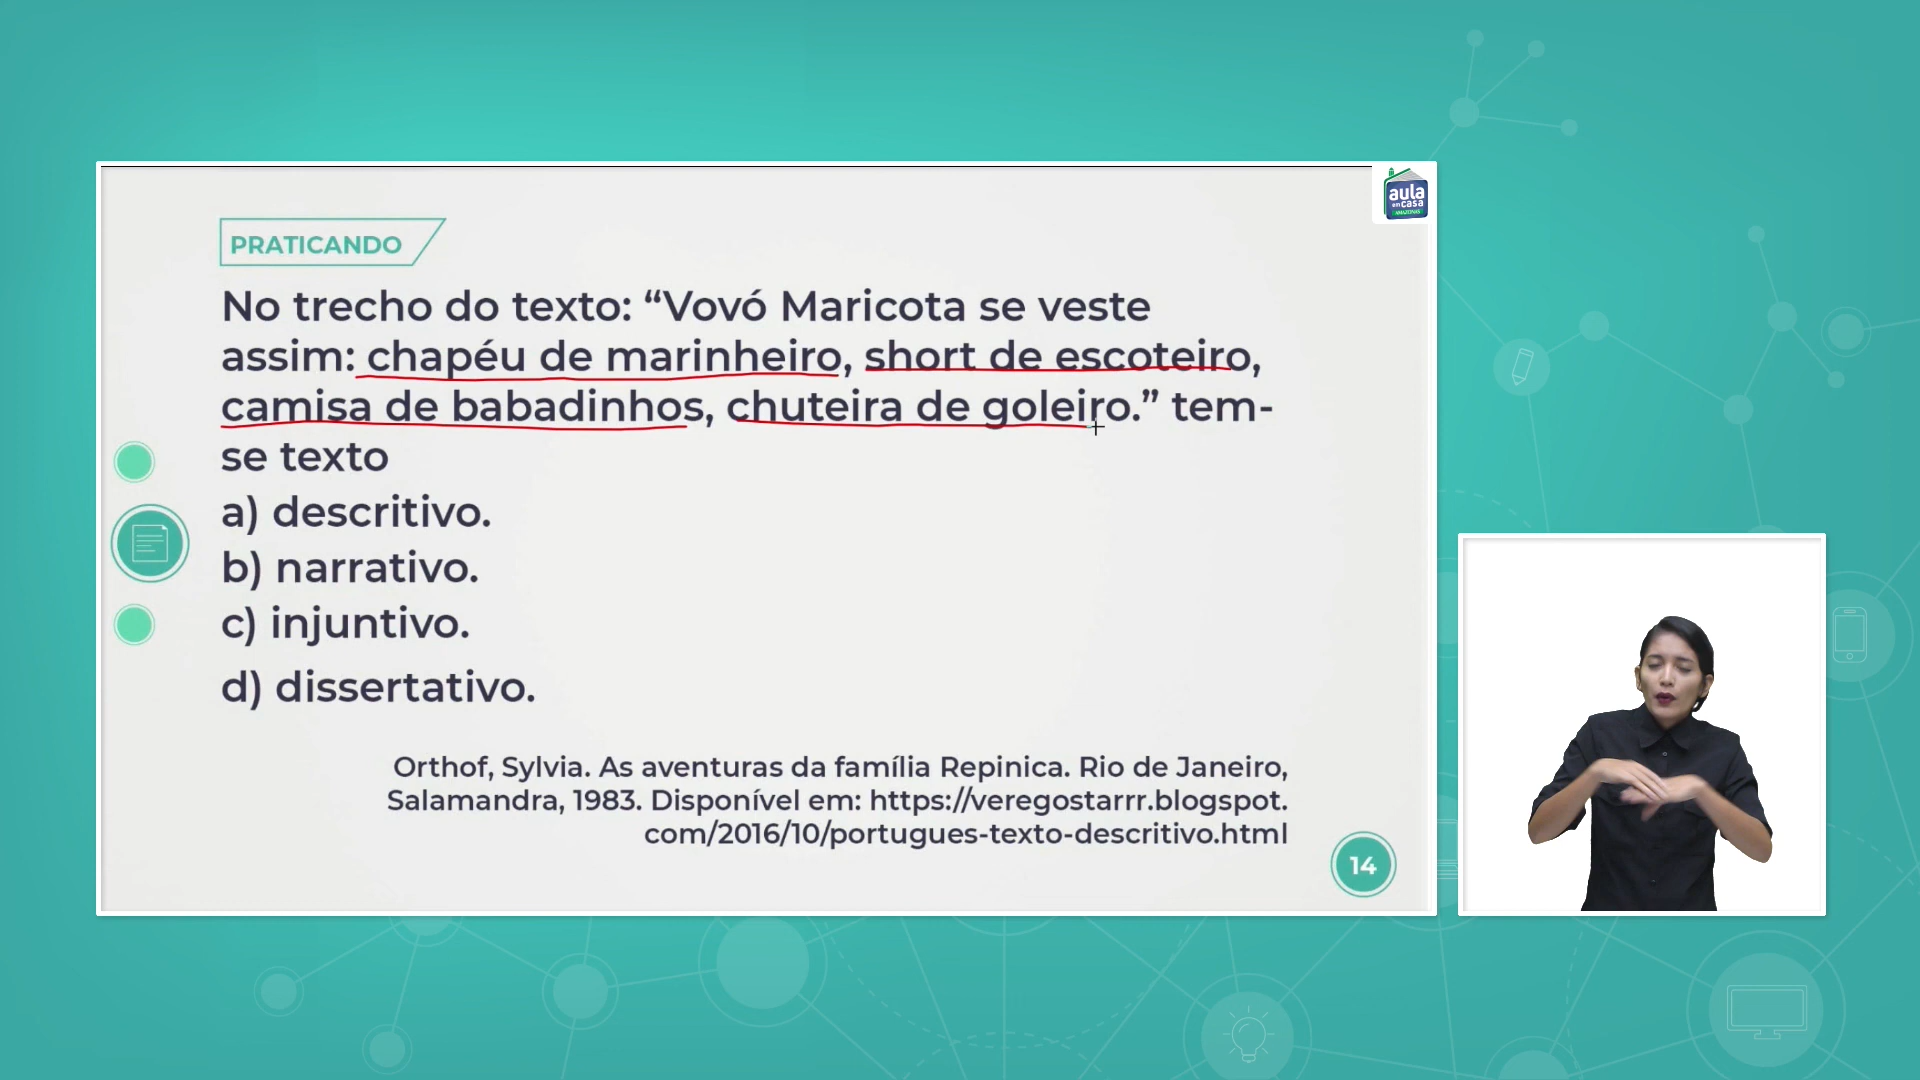 aula
em casa
AMAZONAS
PRATICANDO
No trecho do texto: “Vovó Maricota se veste
assim: chapéu de marinheiro, short de escoteiro,
camisa de babadinhos, chuteira de goleiro.” tem-
se texto
a) descritivo.
b) narrativo.
c) injuntivo.
d) dissertativo.
Orthof, Sylvia. As aventuras da família Repinica. Rio de Janeiro,
Salamandra, 1983. Disponível em: https://veregostarrr.blogspot.
com/2016/10/portugues-texto-descritivo.html
14